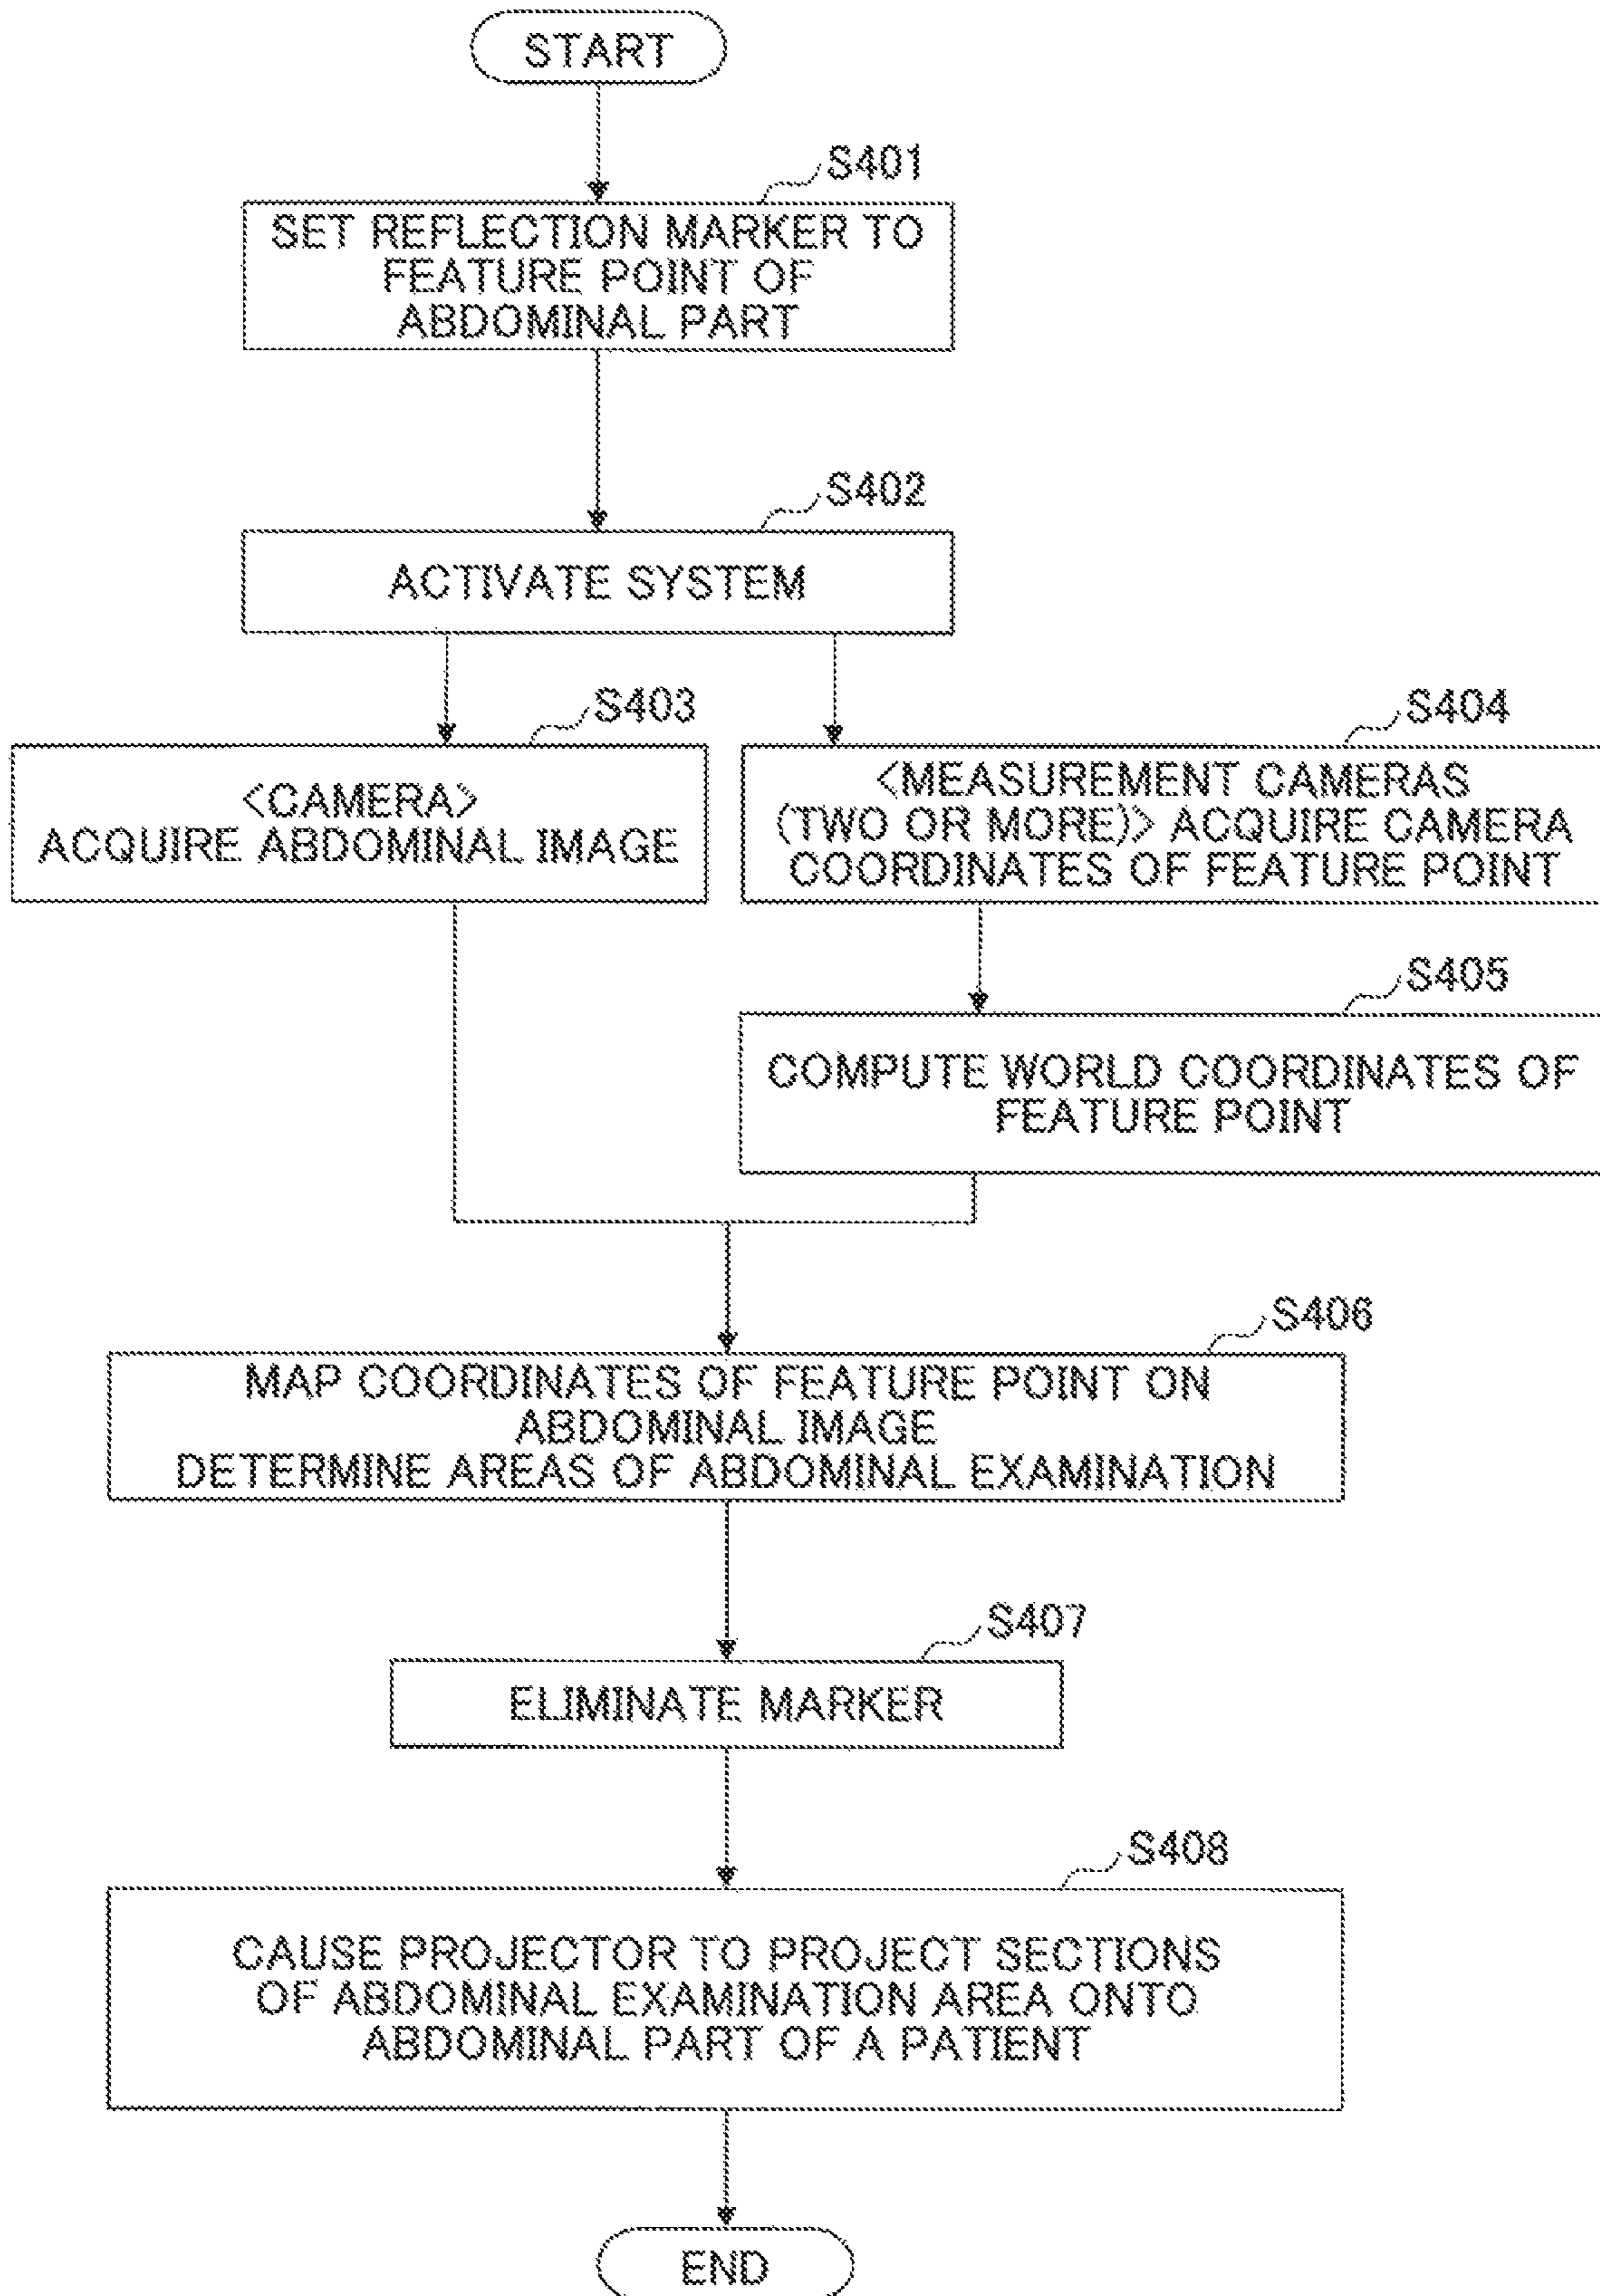 START
S401
SET REFLECTION MARKER TO
FEATURE POINT OF
ABDOMINAL PART
S402
ACTIVATE SYSTEM
S403
<CAMERA>
ACQUIRE ABDOMINAL IMAGE
S404
<MEASUREMENT CAMERAS
(TWO OR MORE)> ACQUIRE CAMERA
COORDINATES OF FEATURE POINT
S405
COMPUTE WORLD COORDINATES OF
FEATURE POINT
S406
MAP COORDINATES OF FEATURE POINT ON
ABDOMINAL IMAGE
DETERMINE AREAS OF ABDOMINAL EXAMINATION
S407
ELIMINATE MARKER
S408
CAUSE PROJECTOR TO PROJECT SECTIONS
OF ABDOMINAL EXAMINATION AREA ONTO
ABDOMINAL PART OF A PATIENT
END